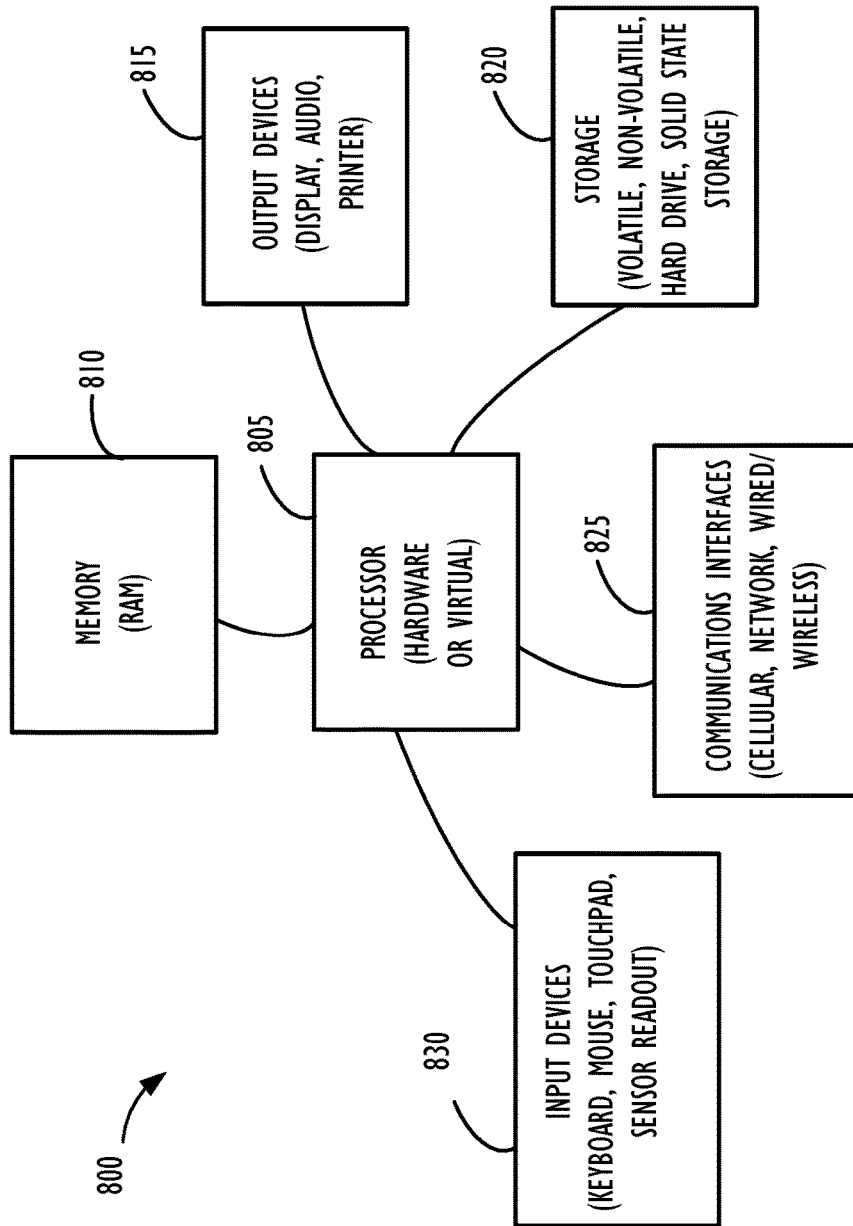 800
MEMORY
(RAM)
810
OUTPUT DEVICES
(DISPLAY, AUDIO,
PRINTER)
815
PROCESSOR
(HARDWARE
OR VIRTUAL)
805
INPUT DEVICES
(KEYBOARD, MOUSE, TOUCHPAD,
SENSOR READOUT)
830
COMMUNICATIONS INTERFACES
(CELLULAR, NETWORK, WIRED/
WIRELESS)
825
STORAGE
(VOLATILE, NON-VOLATILE,
HARD DRIVE, SOLID STATE
STORAGE)
820